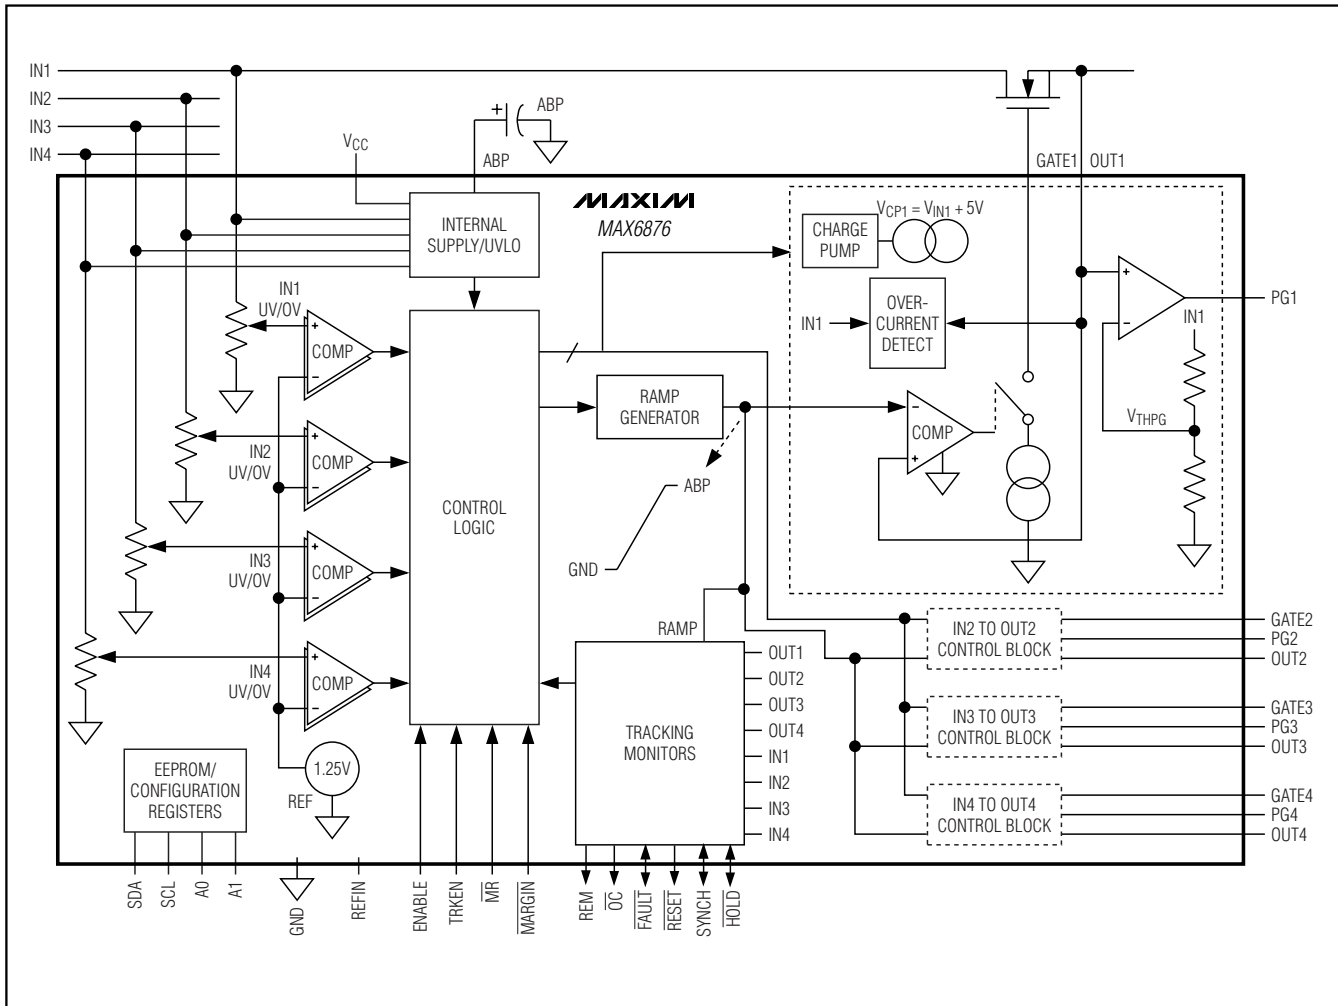 IN1
IN2
IN3
IN4
+
ABP
VCC
ABP
GATE1
OUT1
MAXIM
MAX6876
INTERNAL
SUPPLY/UVLO
VCP1 = VIN1 + 5V
CHARGE
PUMP
OVER-
CURRENT
DETECT
IN1
+
−
PG1
IN1
VTHPG
IN1
UV/OV
+
COMP
−
IN2
UV/OV
+
COMP
−
IN3
UV/OV
+
COMP
−
IN4
UV/OV
+
COMP
−
CONTROL
LOGIC
RAMP
GENERATOR
−
COMP
+
ABP
GND
RAMP
TRACKING
MONITORS
OUT1
OUT2
OUT3
OUT4
IN1
IN2
IN3
IN4
IN2 TO OUT2
CONTROL BLOCK
GATE2
PG2
OUT2
IN3 TO OUT3
CONTROL BLOCK
GATE3
PG3
OUT3
IN4 TO OUT4
CONTROL BLOCK
GATE4
PG4
OUT4
EEPROM/
CONFIGURATION
REGISTERS
1.25V
REF
SDA
SCL
A0
A1
GND
REFIN
ENABLE
TRKEN
MR
MARGIN
REM
OC
FAULT
RESET
SYNCH
HOLD